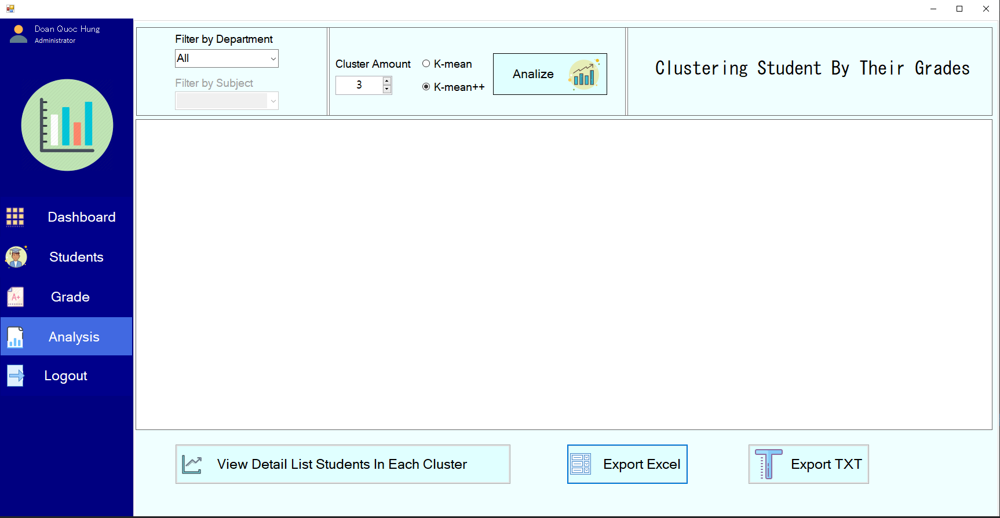 Doan Quoc Hung
Administrator
Dashboard
Students
A+
Grade
Analysis
Logout
Filter by Department
All
Filter by Subject
Cluster Amount
3
K-mean
K-mean++
Analize
Clustering Student By Their Grades
View Detail List Students In Each Cluster
Export Excel
Export TXT